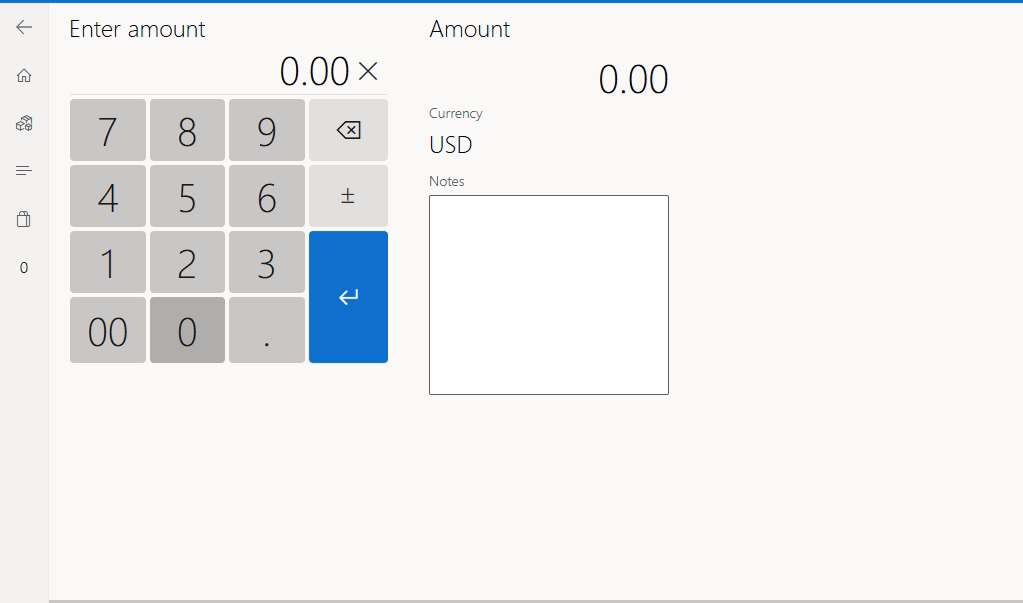 Enter amount
0.00
7 8 9
4 5 6 ±
1 2 3
00 0 .
0
Amount
0.00
Currency
USD
Notes